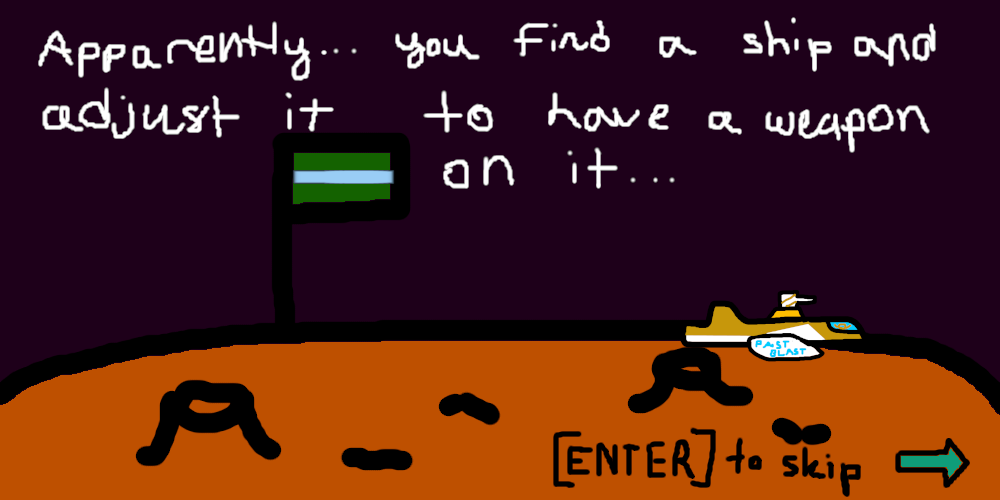 Apparently... you find a ship and
adjust it to have a weapon
on it...
PAST
BLAST
[ENTER] to skip